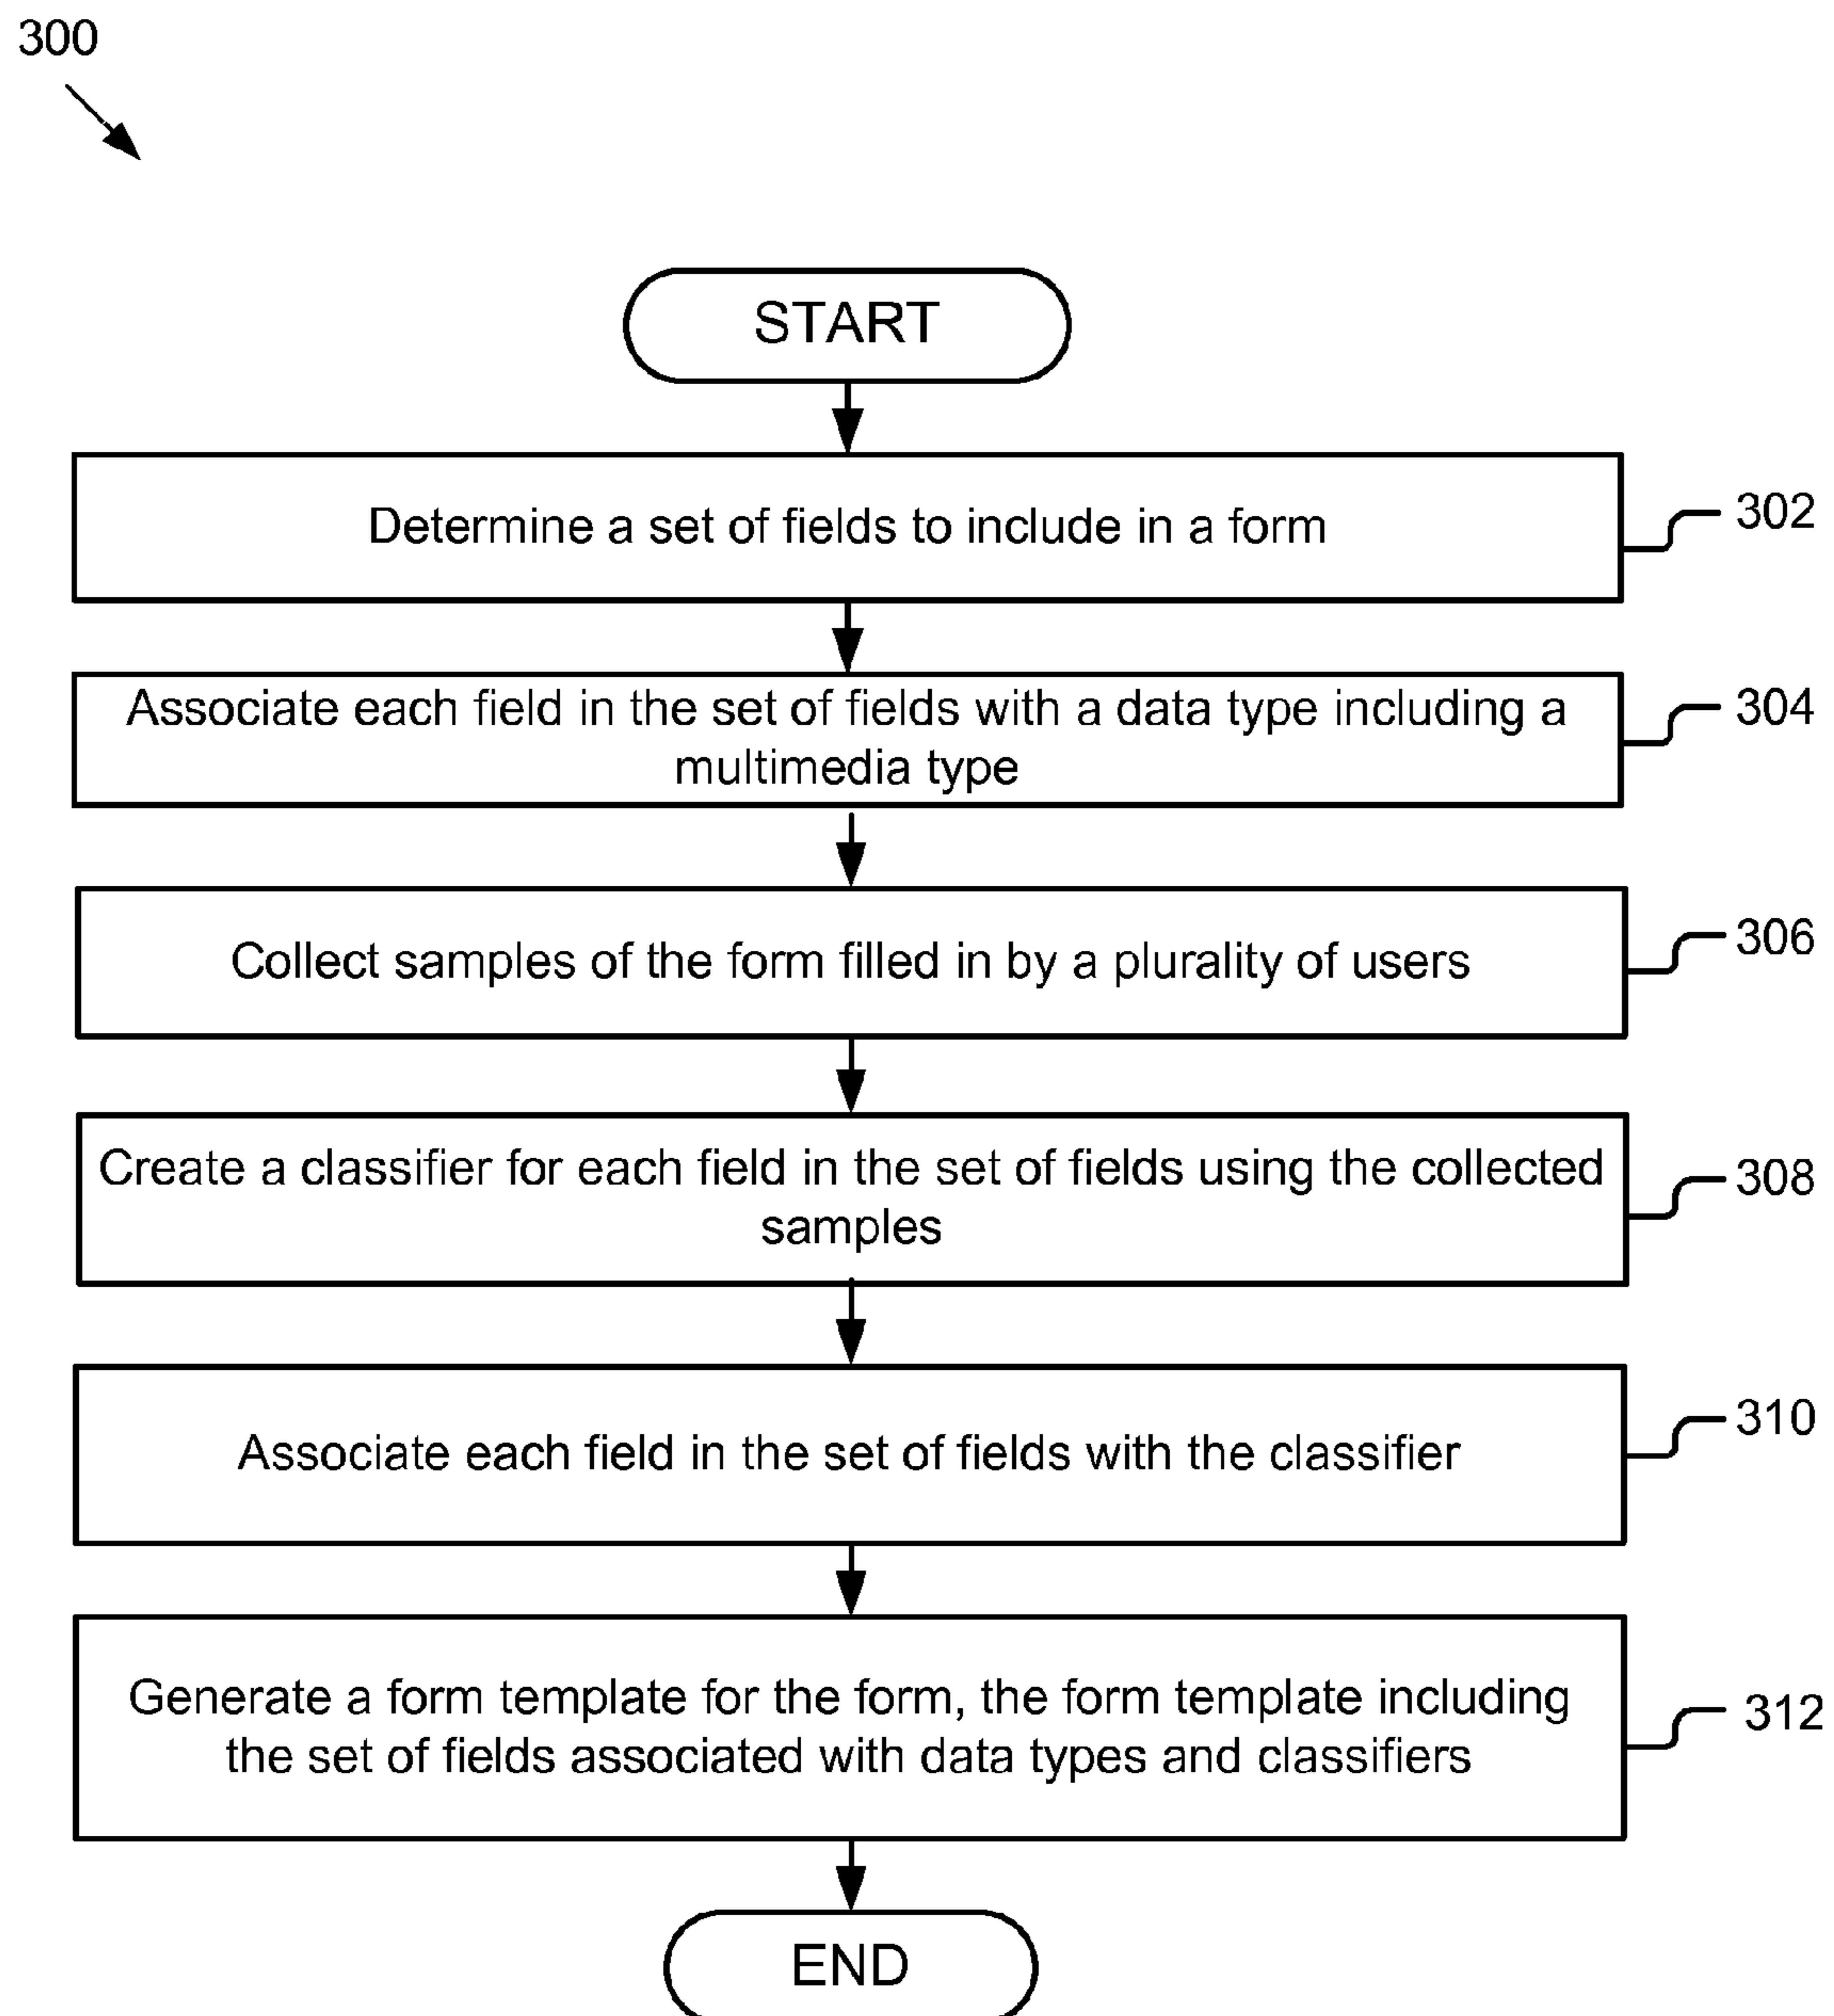 300
START
Determine a set of fields to include in a form
302
Associate each field in the set of fields with a data type including a
multimedia type
304
Collect samples of the form filled in by a plurality of users
306
Create a classifier for each field in the set of fields using the collected
samples
308
Associate each field in the set of fields with the classifier
310
Generate a form template for the form, the form template including
the set of fields associated with data types and classifiers
312
END